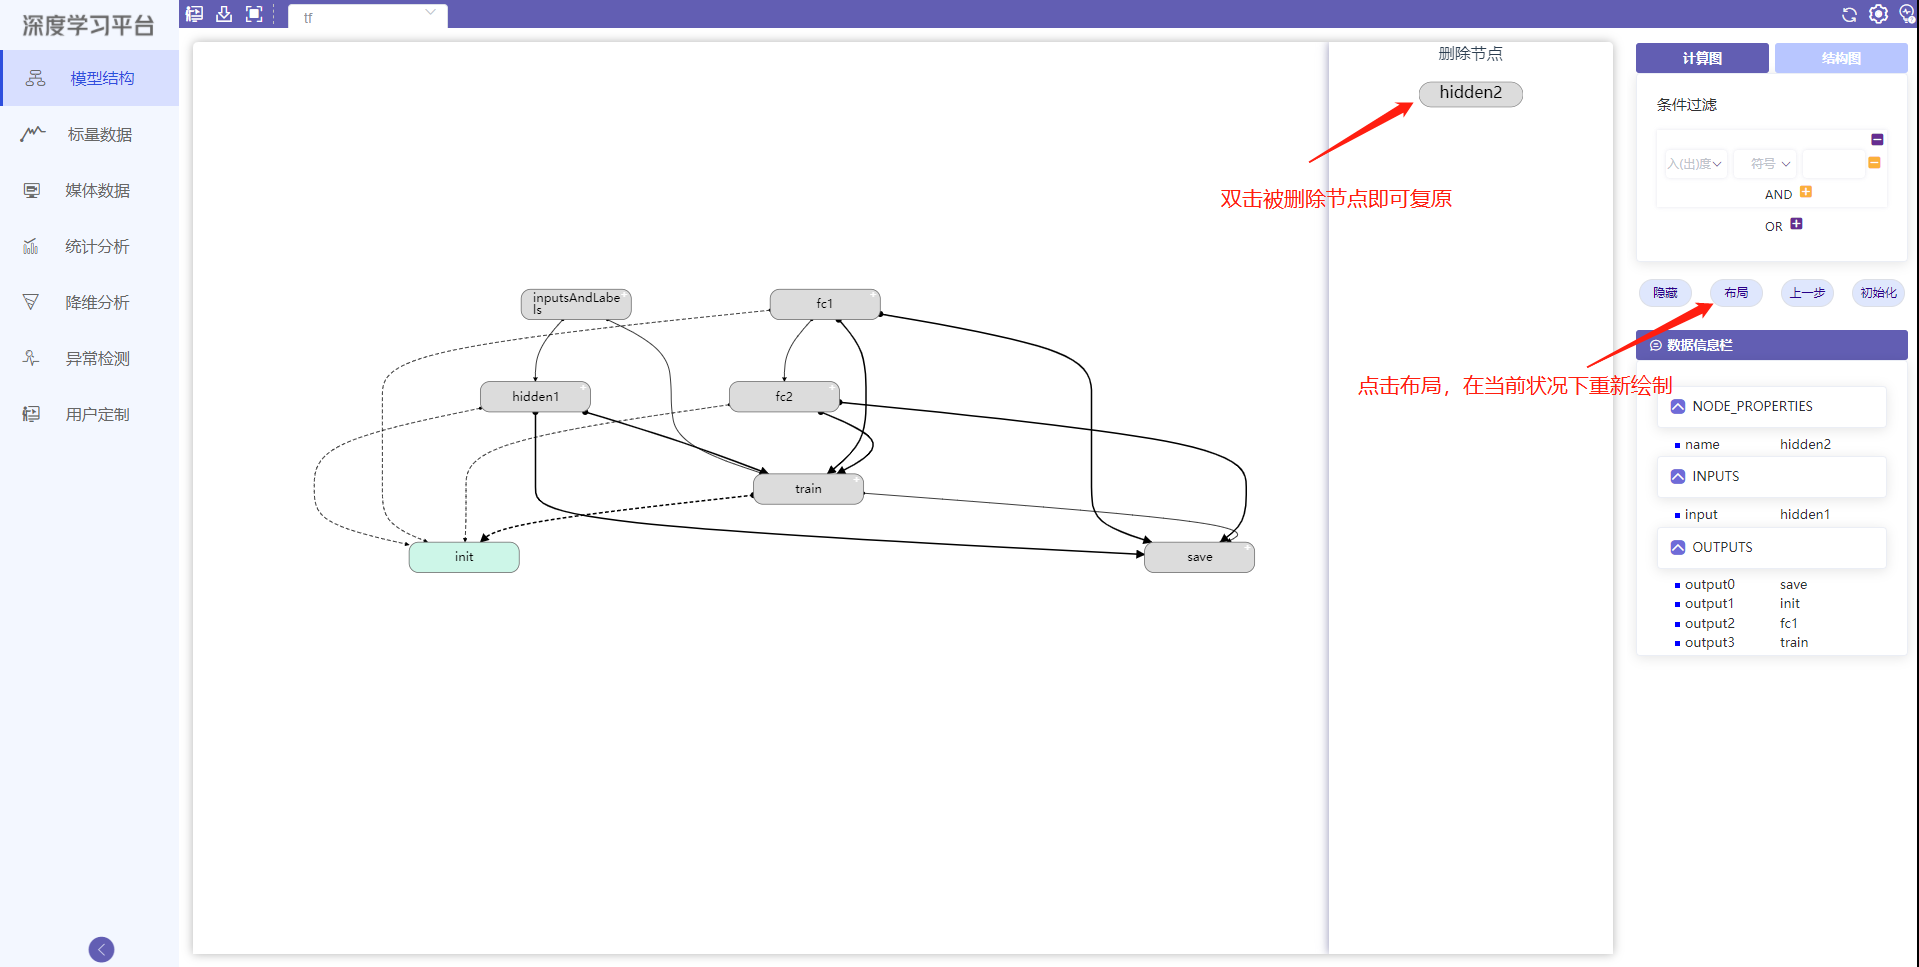 深度学习平台
tf
模型结构
标量数据
媒体数据
统计分析
降维分析
异常检测
用户定制
inputsAndLabe
ls
fc1
hidden1
fc2
train
init
save
删除节点
hidden2
双击被删除节点即可复原
计算图
结构图
条件过滤
入(出)度
符号
AND
OR
隐藏
布局
上一步
初始化
数据信息栏
点击布局，在当前状况下重新绘制
NODE_PROPERTIES
name hidden2
INPUTS
input hidden1
OUTPUTS
output0 save
output1 init
output2 fc1
output3 train